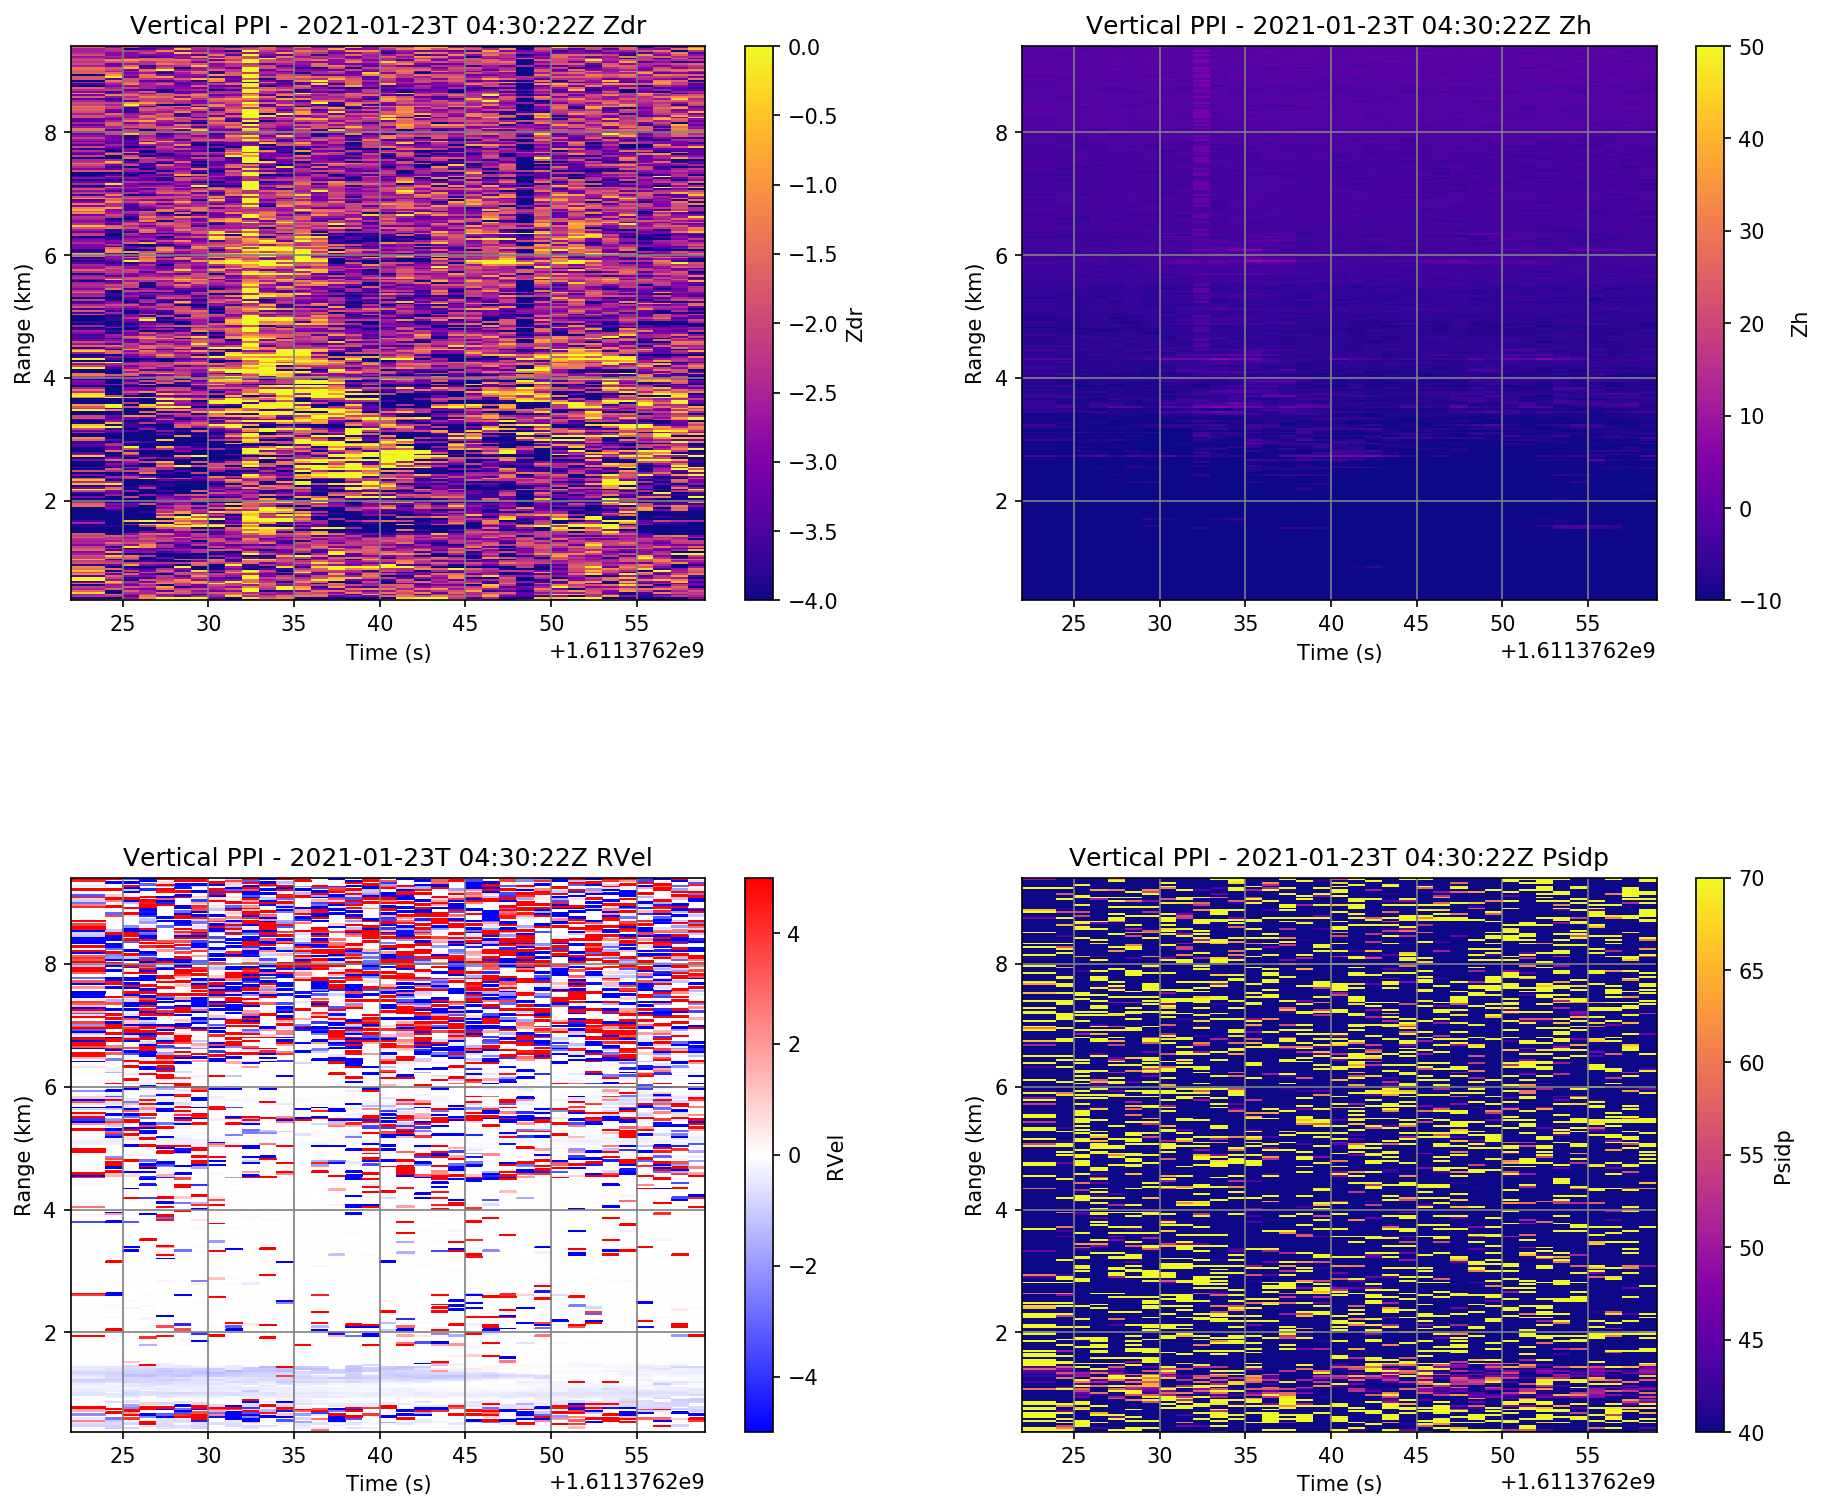 Vertical PPI - 2021-01-23T 04:30:22Z Zdr
Range (km)
8
6
4
2
25 30 35 40 45 50 55
Time (s)
+1.6113762e9
0.0
−0.5
−1.0
−1.5
−2.0
−2.5
−3.0
−3.5
−4.0
Zdr
Vertical PPI - 2021-01-23T 04:30:22Z Zh
Range (km)
8
6
4
2
25 30 35 40 45 50 55
Time (s)
+1.6113762e9
50
40
30
20
10
0
−10
Zh
Vertical PPI - 2021-01-23T 04:30:22Z RVel
Range (km)
8
6
4
2
25 30 35 40 45 50 55
Time (s)
+1.6113762e9
4
2
0
−2
−4
RVel
Vertical PPI - 2021-01-23T 04:30:22Z Psidp
Range (km)
8
6
4
2
25 30 35 40 45 50 55
Time (s)
+1.6113762e9
70
65
60
55
50
45
40
Psidp